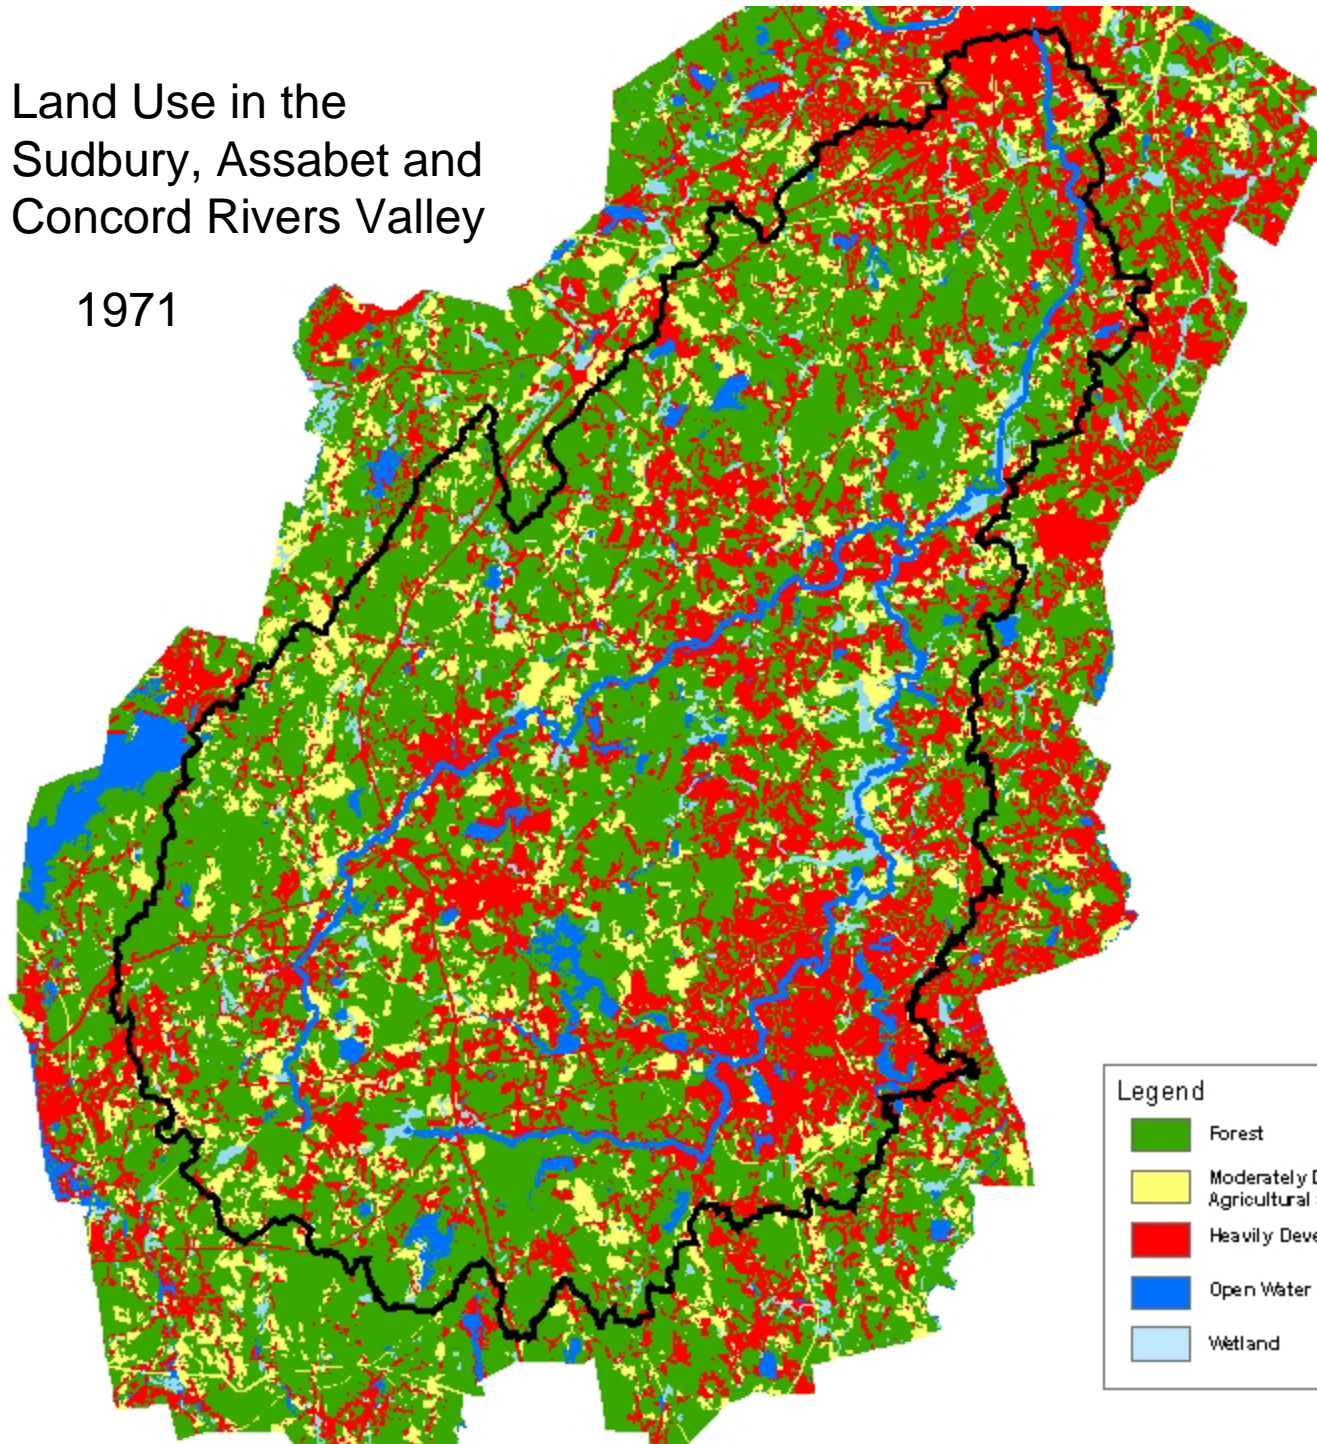 Land Use in the
Sudbury, Assabet and
Concord Rivers Valley
1971
Legend
Forest
Moderately
Agricultural
Heavily
Open Water
Wetland